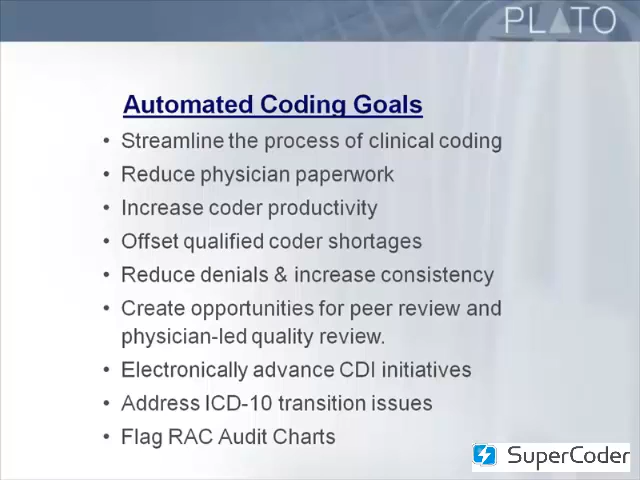 PLATO
Automated Coding Goals
• Streamline the process of clinical coding
• Reduce physician paperwork
• Increase coder productivity
• Offset qualified coder shortages
• Reduce denials & increase consistency
• Create opportunities for peer review and
physician-led quality review.
• Electronically advance CDI initiatives
• Address ICD-10 transition issues
• Flag RAC Audit Charts
SuperCoder